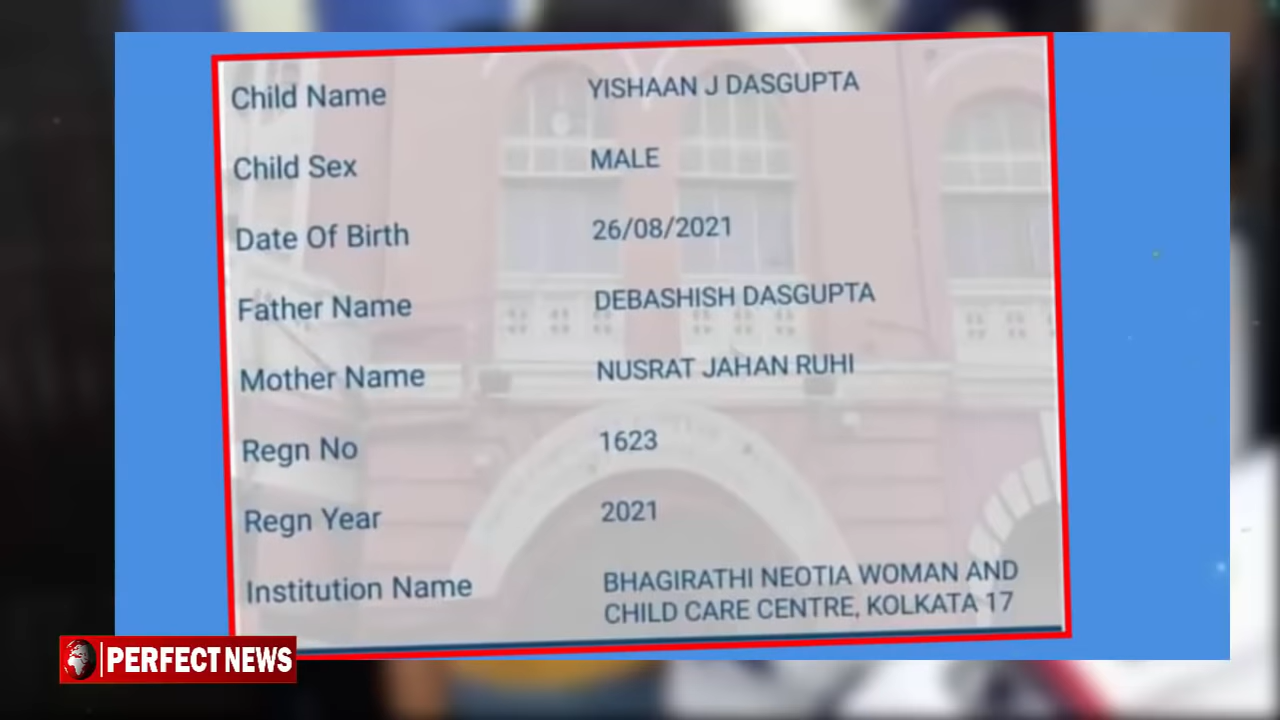 Child Name YISHAAN J DASGUPTA
Child Sex MALE
Date Of Birth 26/08/2021
Father Name DEBASHISH DASGUPTA
Mother Name NUSRAT JAHAN RUHI
Regn No 1623
Regn Year 2021
Institution Name BHAGIRATHI NEOTIA WOMAN AND
CHILD CARE CENTRE, KOLKATA 17
PERFECT NEWS